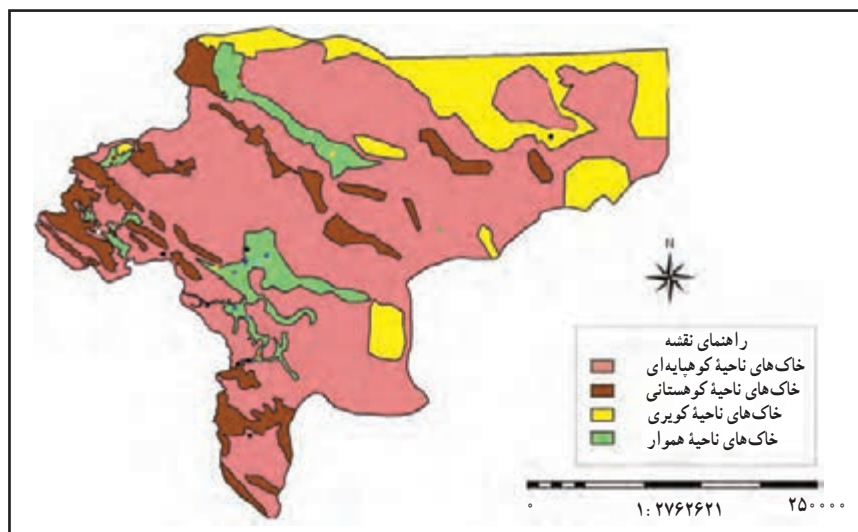 N
راهنمای نقشه
خاک‌های ناحیهٔ کوهپایه‌ای
خاک‌های ناحیهٔ کوهستانی
خاک‌های ناحیهٔ کویری
خاک‌های ناحیهٔ هموار
۰ ۱:۲۷۶۲۶۲۱ ۲۵۰۰۰۰